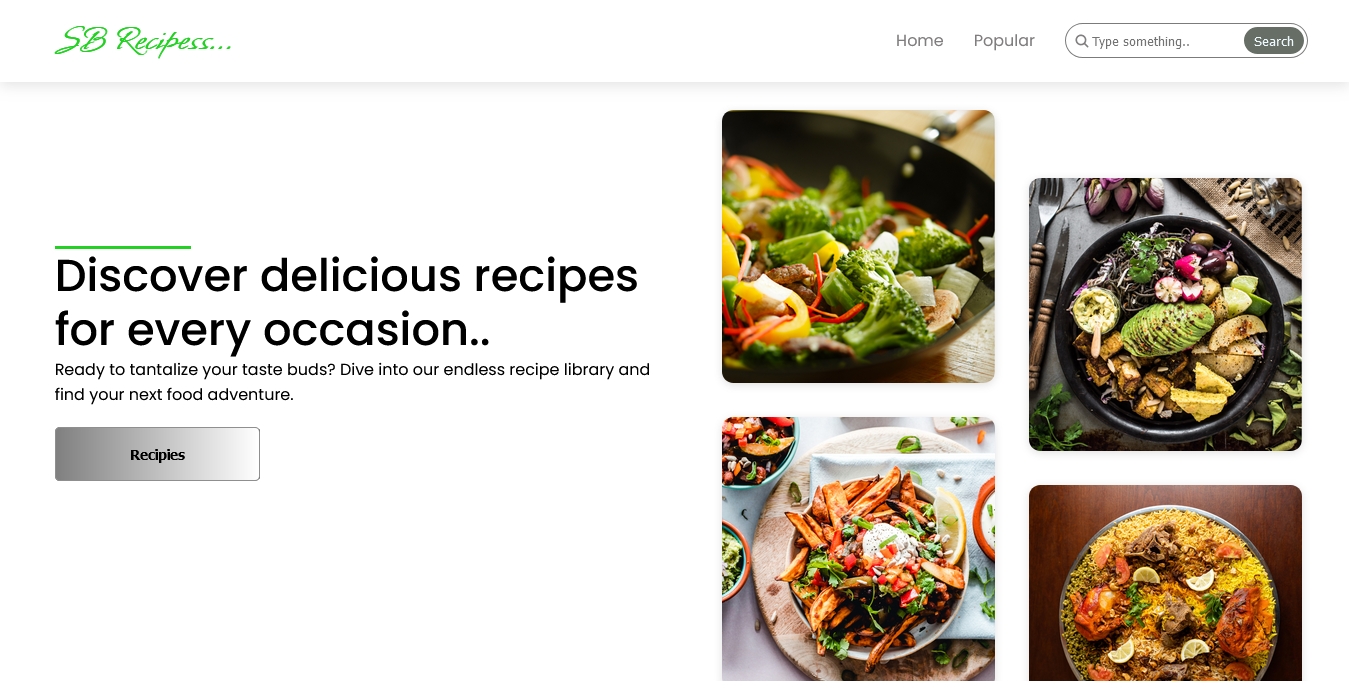 SB Recipess...
Home Popular Type something.. Search
Discover delicious recipes
for every occasion..
Ready to tantalize your taste buds? Dive into our endless recipe library and
find your next food adventure.
Recipies